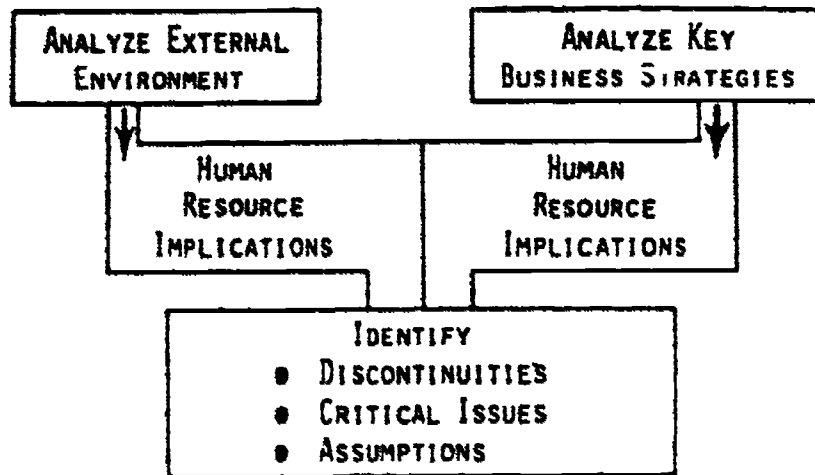 ANALYZE EXTERNAL
ENVIRONMENT
ANALYZE KEY
BUSINESS STRATEGIES
HUMAN
RESOURCE
IMPLICATIONS
HUMAN
RESOURCE
IMPLICATIONS
IDENTIFY
• DISCONTINUITIES
• CRITICAL ISSUES
• ASSUMPTIONS